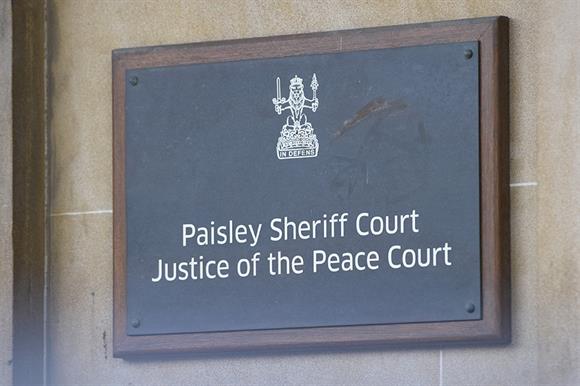 IN DEFENS
Paisley Sheriff Court
Justice of the Peace Court